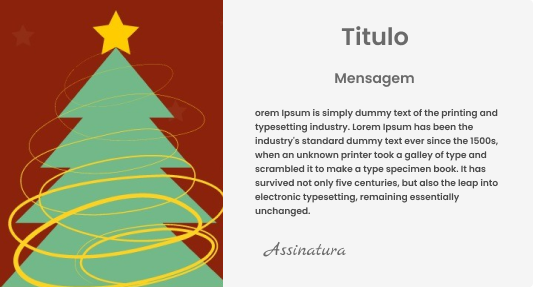 Titulo
Mensagem
orem Ipsum is simply dummy text of the printing and
typesetting industry. Lorem Ipsum has been the
industry's standard dummy text ever since the 1500s,
when an unknown printer took a galley of type and
scrambled it to make a type specimen book. It has
survived not only five centuries, but also the leap into
electronic typesetting, remaining essentially
unchanged.
Assinatura